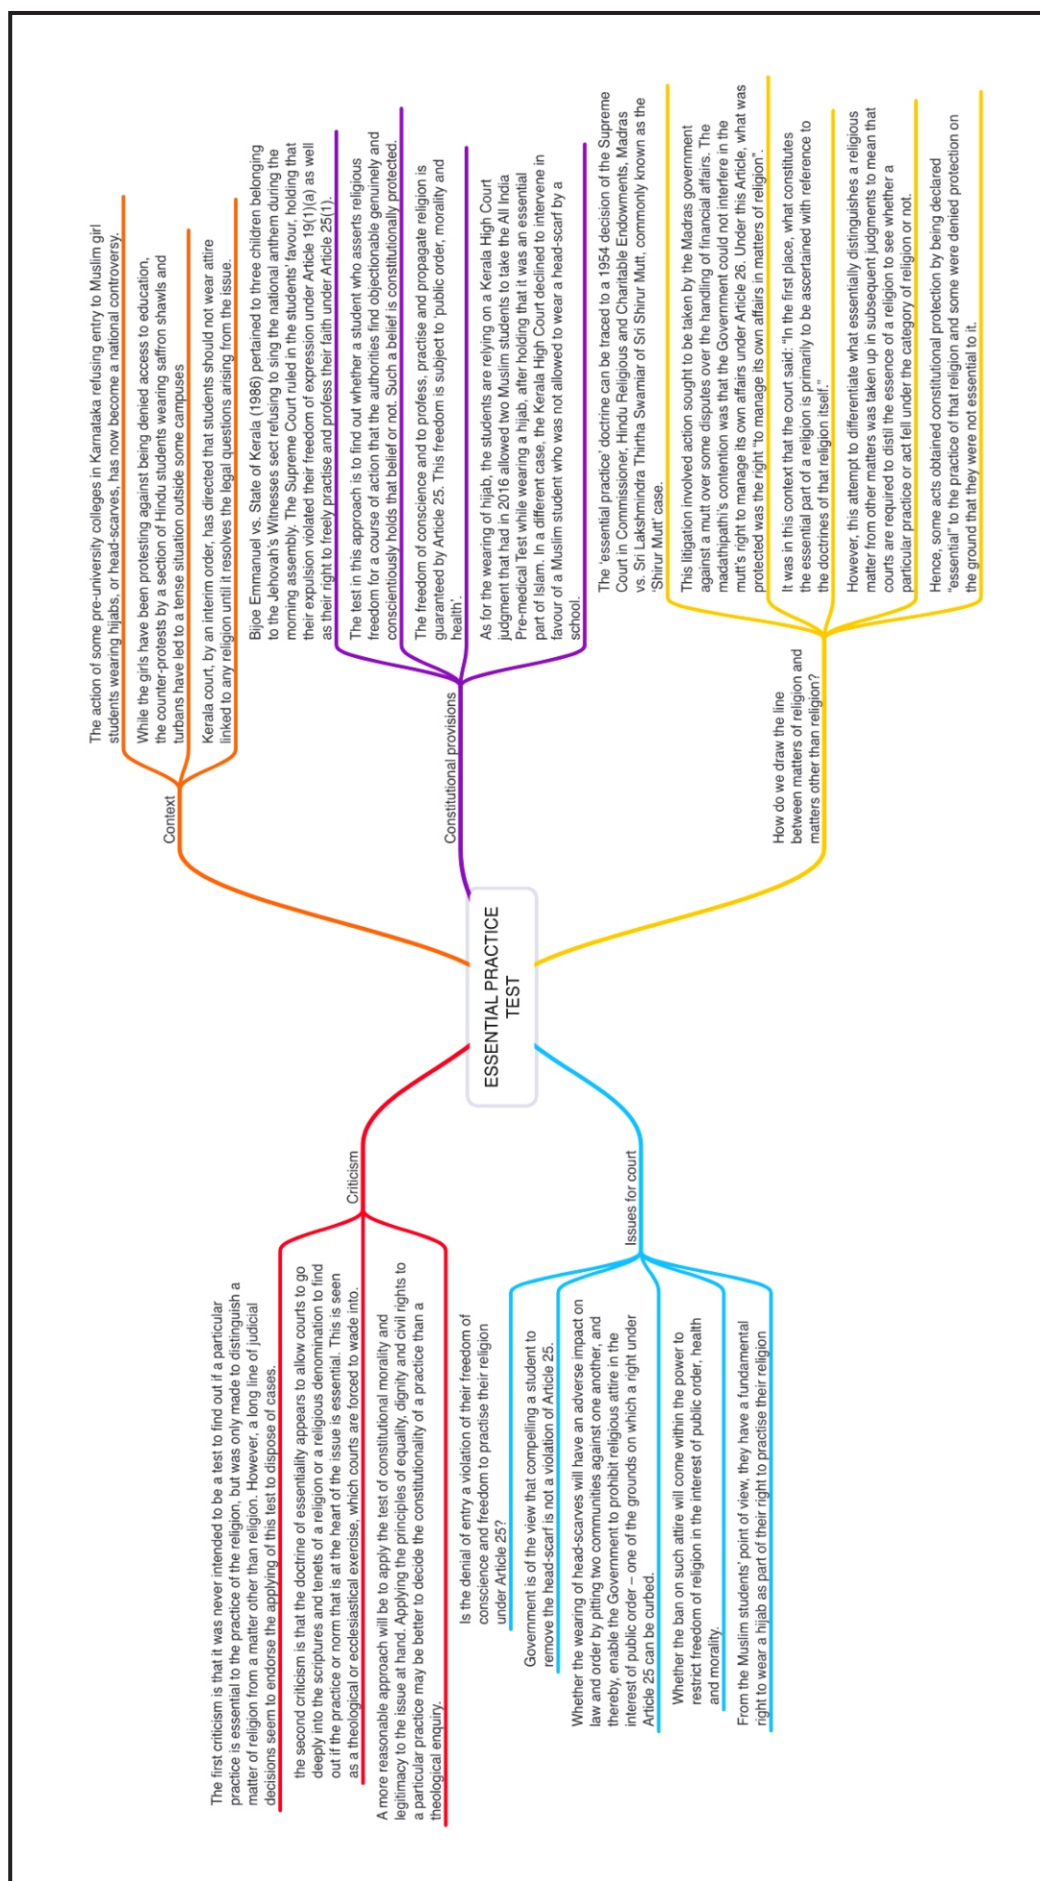 ESSENTIAL PRACTICE
TEST
Context
The action of some pre-university colleges in Karnataka refusing entry to Muslim girl
students wearing hijabs, or head-scarves, has now become a national controversy.
While the girls have been protesting against being denied access to education,
the counter-protests by a section of Hindu students wearing saffron shawls and
turbans have led to a tense situation outside some campuses
Kerala court, by an interim order, has directed that students should not wear attire
linked to any religion until it resolves the legal questions arising from the issue.
Constitutional provisions
Bijoe Emmanuel vs. State of Kerala (1986) pertained to three children belonging
to the Jehovah's Witnesses sect refusing to sing the national anthem during the
morning assembly. The Supreme Court ruled in the students' favour, holding that
their expulsion violated their freedom of expression under Article 19(1)(a) as well
as their right to freely practise and profess their faith under Article 25(1).
The test in this approach is to find out whether a student who asserts religious
freedom for a course of action that the authorities find objectionable genuinely and
conscientiously holds that belief or not. Such a belief is constitutionally protected.
The freedom of conscience and to profess, practise and propagate religion is
guaranteed by Article 25. This freedom is subject to 'public order, morality and
health'.
As for the wearing of hijab, the students are relying on a Kerala High Court
judgment that had in 2016 allowed two Muslim students to take the All India
Pre-medical Test while wearing a hijab, after holding that it was an essential
part of Islam. In a different case, the Kerala High Court declined to intervene in
favour of a Muslim student who was not allowed to wear a head-scarf by a
school.
How do we draw the line
between matters of religion and
matters other than religion?
The 'essential practice' doctrine can be traced to a 1954 decision of the Supreme
Court in Commissioner, Hindu Religious and Charitable Endowments, Madras
vs. Sri Lakshmindra Thirtha Swamiar of Sri Shirur Mutt, commonly known as the
'Shirur Mutt' case.
This litigation involved action sought to be taken by the Madras government
against a mutt over some disputes over the handling of financial affairs. The
madathipathi's contention was that the Government could not interfere in the
mutt's right to manage its own affairs under Article 26. Under this Article, what was
protected was the right "to manage its own affairs in matters of religion".
It was in this context that the court said: "In the first place, what constitutes
the essential part of a religion is primarily to be ascertained with reference to
the doctrines of that religion itself."
However, this attempt to differentiate what essentially distinguishes a religious
matter from other matters was taken up in subsequent judgments to mean that
courts are required to distil the essence of a religion to see whether a
particular practice or act fell under the category of religion or not.
Hence, some acts obtained constitutional protection by being declared
"essential" to the practice of that religion and some were denied protection on
the ground that they were not essential to it.
Criticism
The first criticism is that it was never intended to be a test to find out if a particular
practice is essential to the practice of the religion, but was only made to distinguish a
matter of religion from a matter other than religion. However, a long line of judicial
decisions seem to endorse the applying of this test to dispose of cases.
the second criticism is that the doctrine of essentiality appears to allow courts to go
deeply into the scriptures and tenets of a religion or a religious denomination to find
out if the practice or norm that is at the heart of the issue is essential. This is seen
as a theological or ecclesiastical exercise, which courts are forced to wade into.
A more reasonable approach will be to apply the test of constitutional morality and
legitimacy to the issue at hand. Applying the principles of equality, dignity and civil rights to
a particular practice may be better to decide the constitutionality of a practice than a
theological enquiry.
Issues for court
Is the denial of entry a violation of their freedom of
conscience and freedom to practise their religion
under Article 25?
Government is of the view that compelling a student to
remove the head-scarf is not a violation of Article 25.
Whether the wearing of head-scarves will have an adverse impact on
law and order by pitting two communities against one another, and
thereby, enable the Government to prohibit religious attire in the
interest of public order – one of the grounds on which a right under
Article 25 can be curbed.
Whether the ban on such attire will come within the power to
restrict freedom of religion in the interest of public order, health
and morality.
From the Muslim students' point of view, they have a fundamental
right to wear a hijab as part of their right to practise their religion